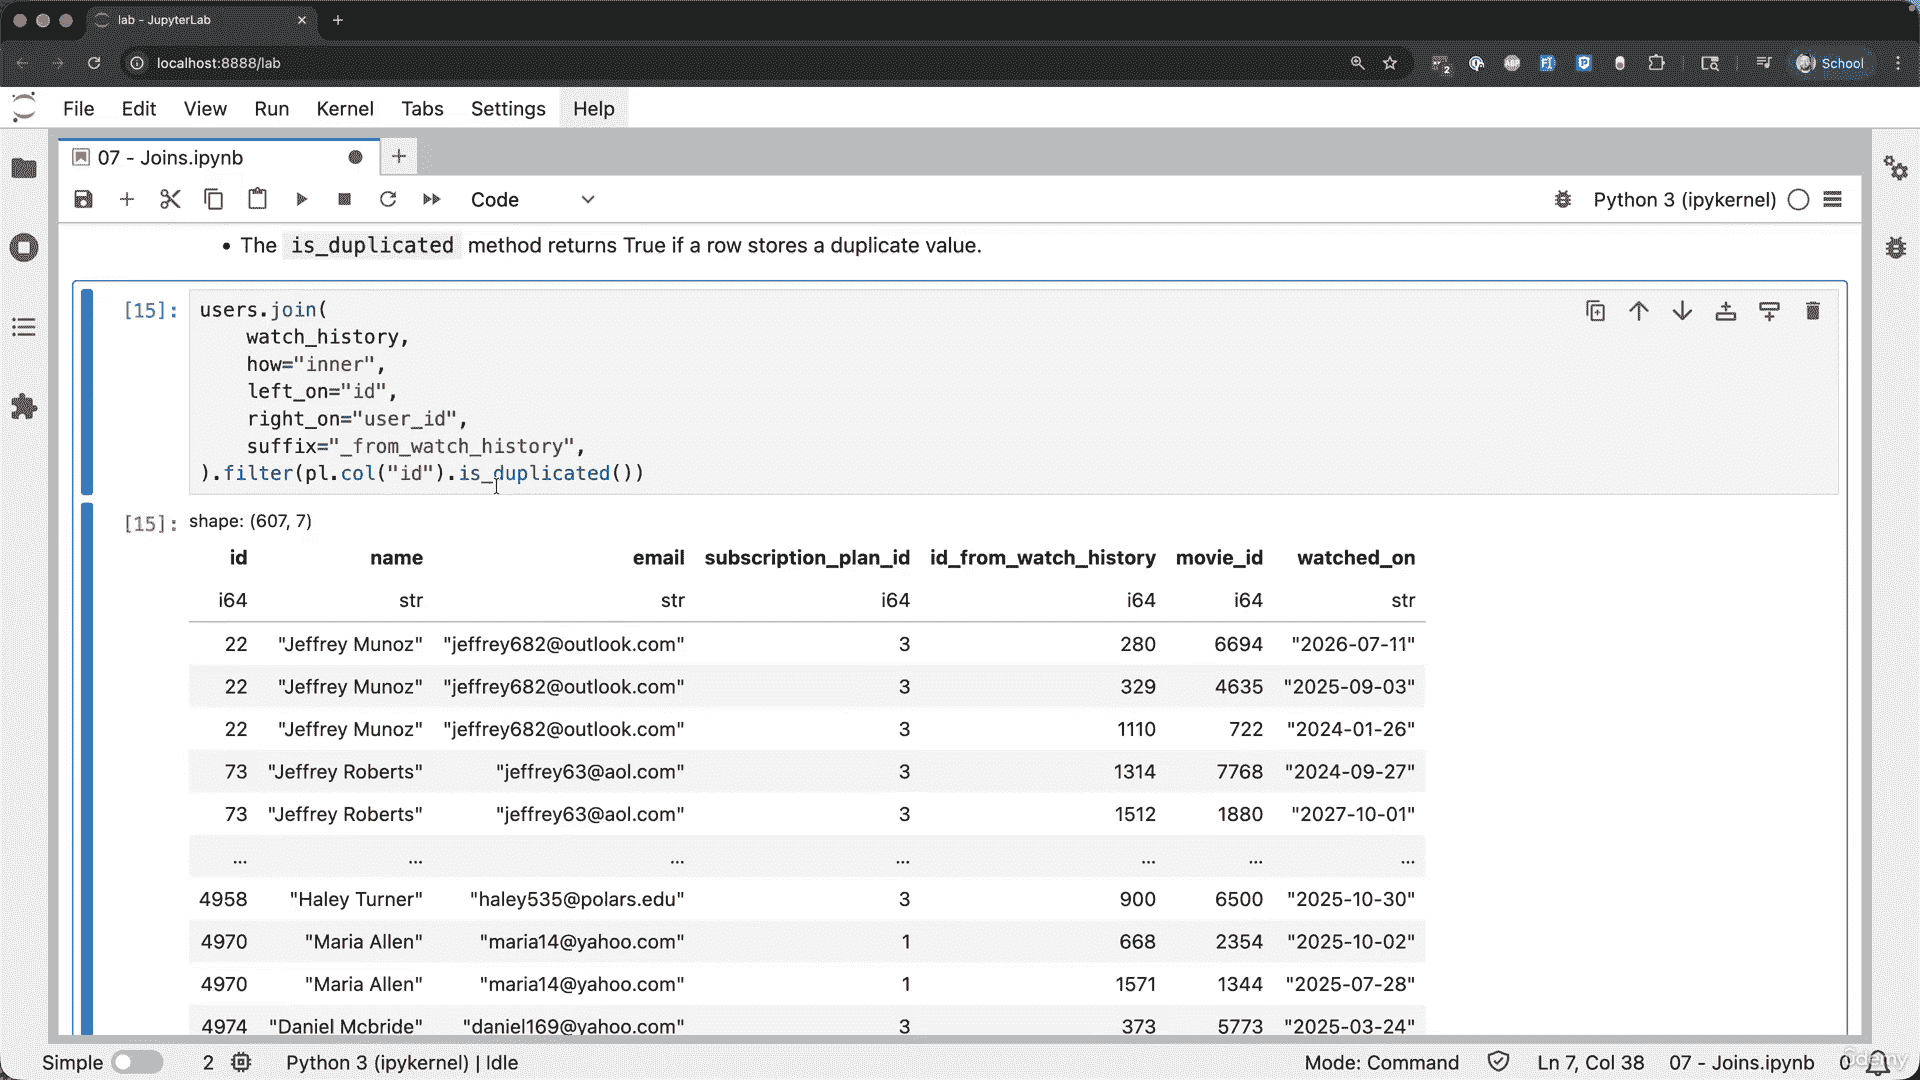 lab - JupyterLab
localhost:8888/lab
2
School
File Edit View Run Kernel Tabs Settings Help
07 - Joins.ipynb
Code
Python 3 (ipykernel)
• The is_duplicated method returns True if a row stores a duplicate value.
[15]: users.join(
watch_history,
how="inner",
left_on="id",
right_on="user_id",
suffix="_from_watch_history",
).filter(pl.col("id").is_duplicated())
[15]: shape: (607, 7)
id name email subscription_plan_id id_from_watch_history movie_id watched_on
i64 str str i64 i64 i64 str
22 "Jeffrey Munoz" "jeffrey682@outlook.com" 3 280 6694 "2026-07-11"
22 "Jeffrey Munoz" "jeffrey682@outlook.com" 3 329 4635 "2025-09-03"
22 "Jeffrey Munoz" "jeffrey682@outlook.com" 3 1110 722 "2024-01-26"
73 "Jeffrey Roberts" "jeffrey63@aol.com" 3 1314 7768 "2024-09-27"
73 "Jeffrey Roberts" "jeffrey63@aol.com" 3 1512 1880 "2027-10-01"
… … … … … … …
4958 "Haley Turner" "haley535@polars.edu" 3 900 6500 "2025-10-30"
4970 "Maria Allen" "maria14@yahoo.com" 1 668 2354 "2025-10-02"
4970 "Maria Allen" "maria14@yahoo.com" 1 1571 1344 "2025-07-28"
4974 "Daniel Mcbride" "daniel169@yahoo.com" 3 373 5773 "2025-03-24"
Simple 2 Python 3 (ipykernel) | Idle Mode: Command Ln 7, Col 38 07 - Joins.ipynb 0
Udemy